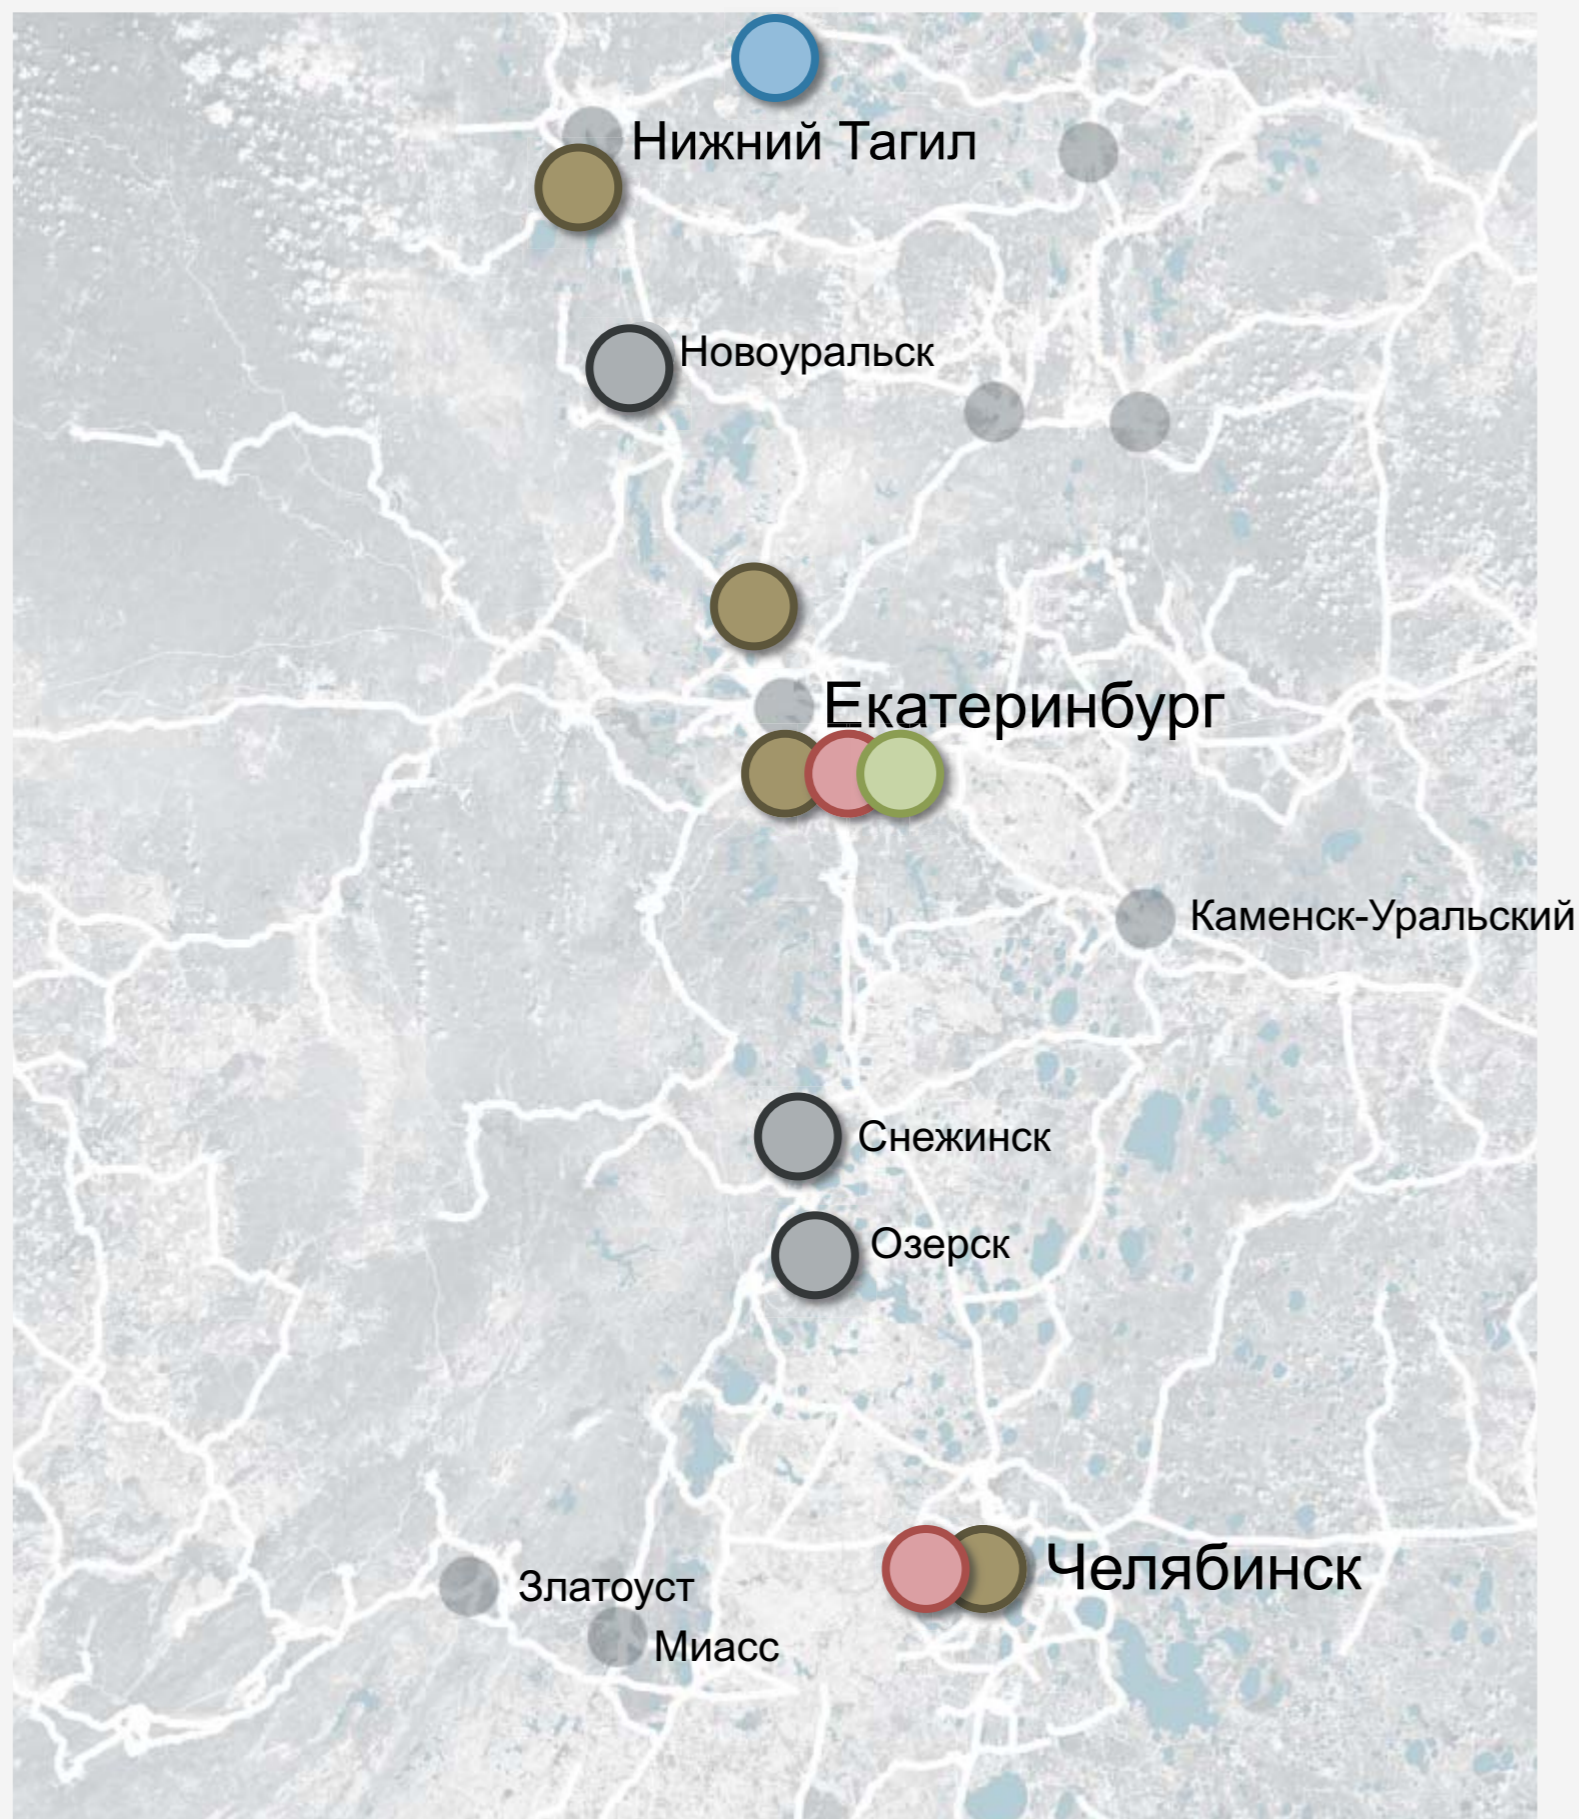 Нижний Тагил
Новоуральск
Екатеринбург
Каменск-Уральский
Снежинск
Озерск
Челябинск
Златоуст
Миасс